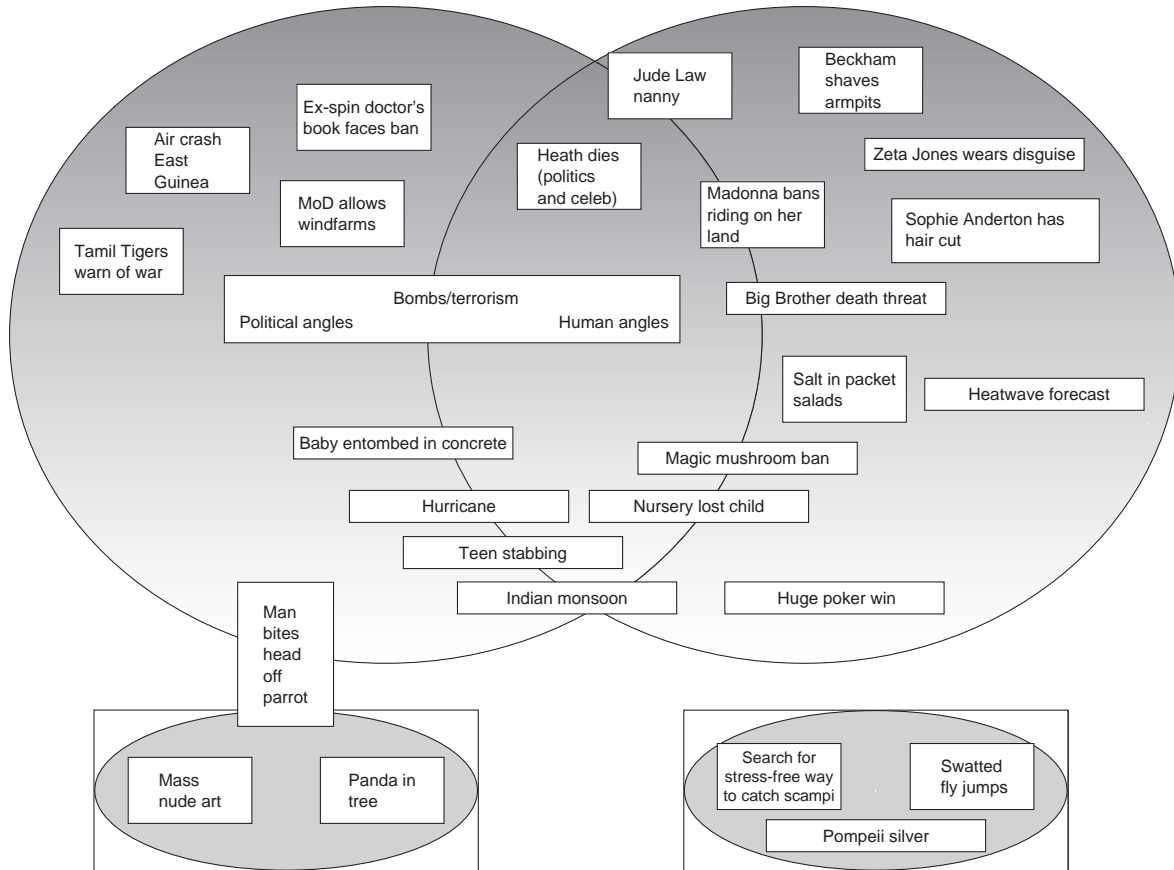 Jude Law
nanny
Beckham
shaves
armpits
Ex-spin doctor's
book faces ban
Air crash
East
Guinea
Heath dies
(politics
and celeb)
Zeta Jones wears disguise
MoD allows
windfarms
Madonna bans
riding on her
land
Sophie Anderton has
hair cut
Tamil Tigers
warn of war
Bombs/terrorism
Political angles
Human angles
Big Brother death threat
Salt in packet
salads
Heatwave forecast
Baby entombed in concrete
Magic mushroom ban
Hurricane
Nursery lost child
Teen stabbing
Indian monsoon
Huge poker win
Man
bites
head
off
parrot
Mass
nude art
Panda in
tree
Search for
stress-free way
to catch scampi
Swatted
fly jumps
Pompeii silver